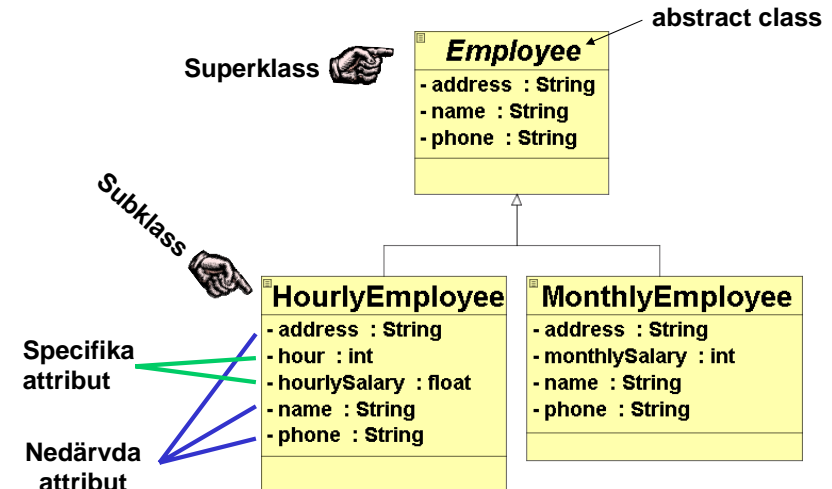 abstract class
Superklass
Employee
- address : String
- name : String
- phone : String
Subklass
HourlyEmployee
- address : String
- hour : int
- hourlySalary : float
- name : String
- phone : String
MonthlyEmployee
- address : String
- monthlySalary : int
- name : String
- phone : String
Specifika
attribut
Nedärvda
attribut